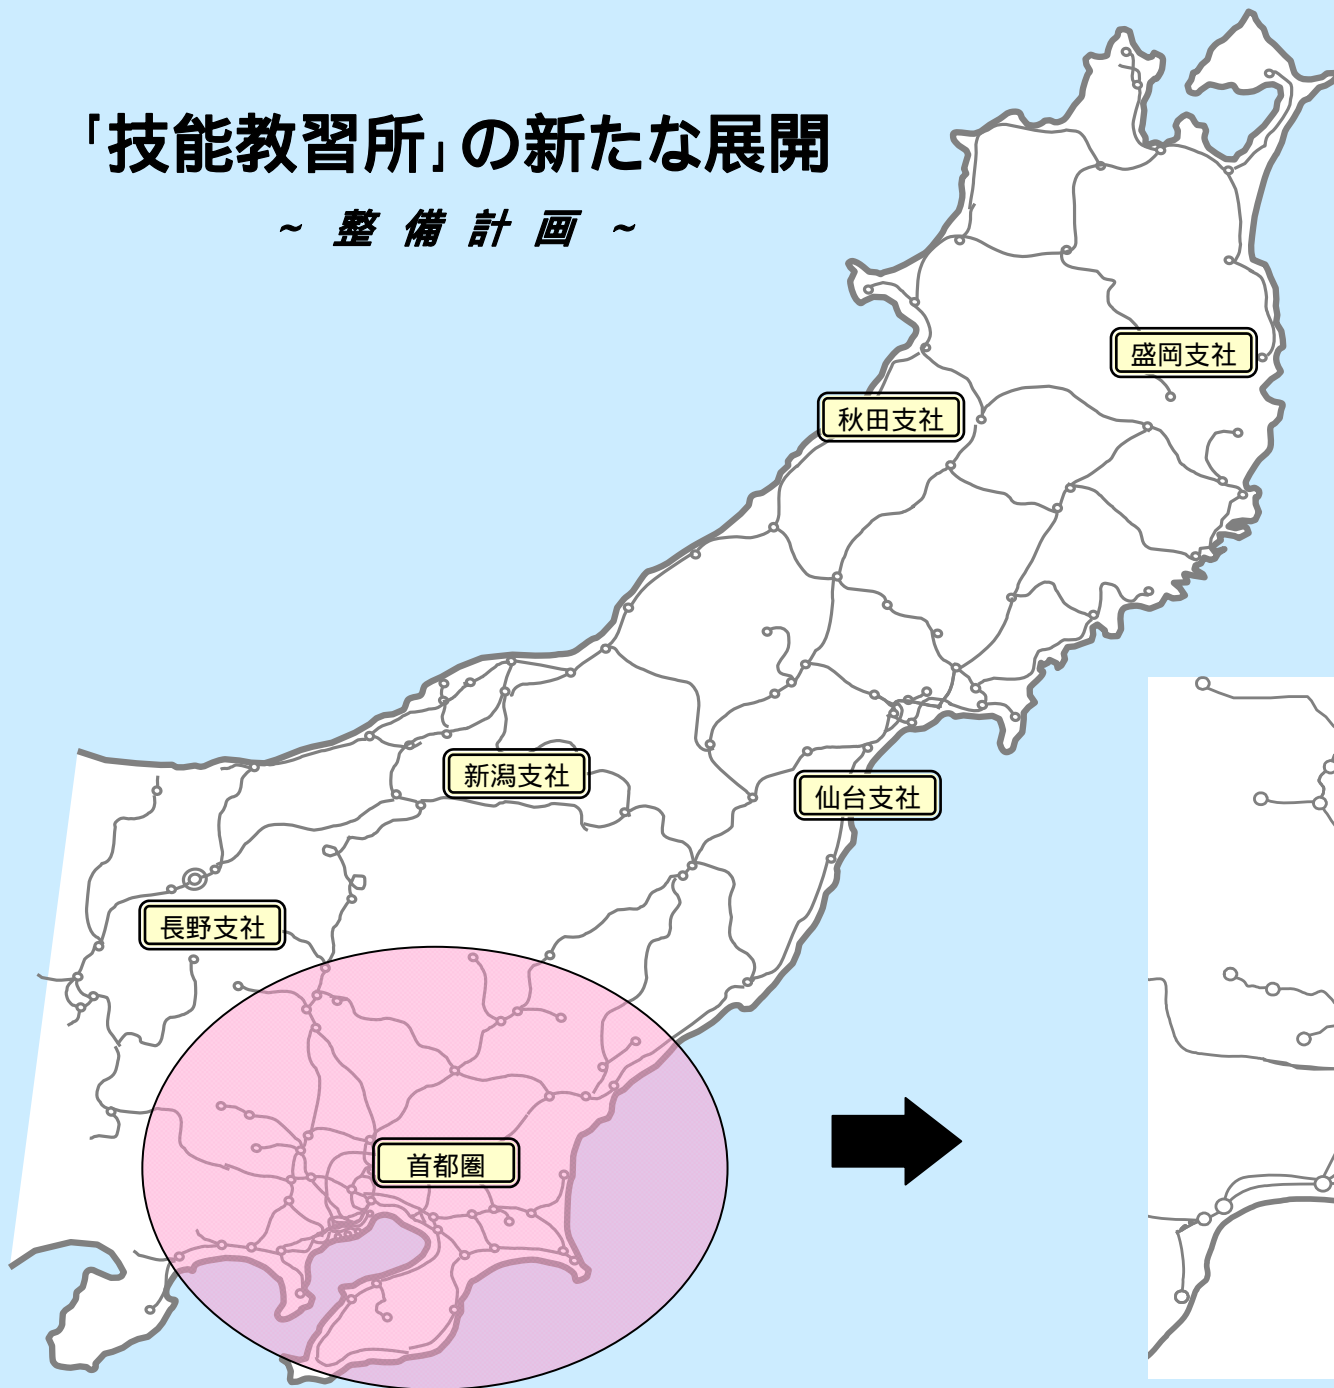 「技能教習所」の新たな展開
~ 整備計画 ~
盛岡支社
秋田支社
新潟支社
仙台支社
長野支社
首都圏